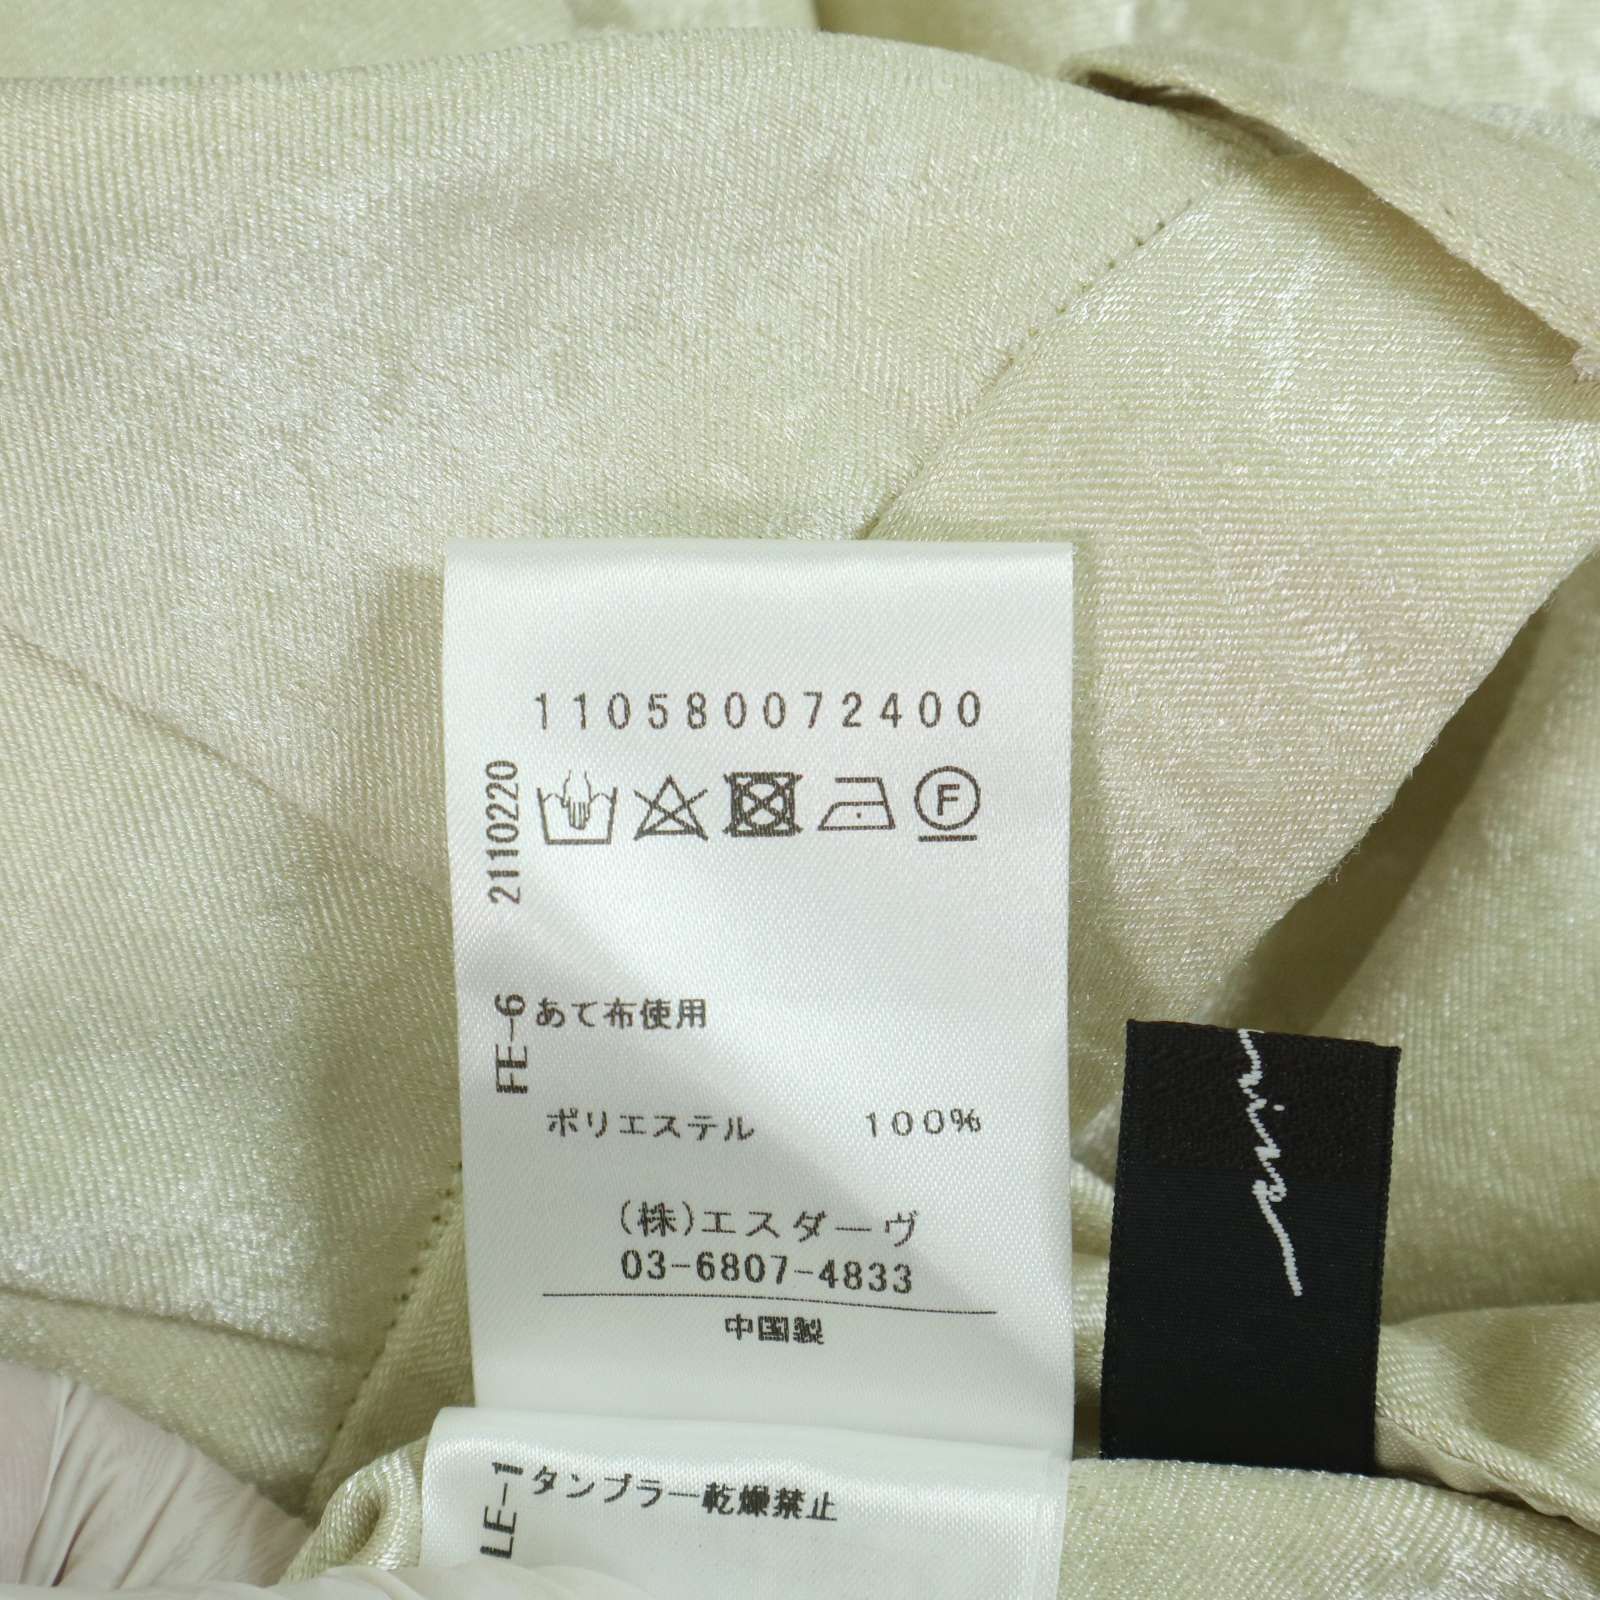 110580072400
2110220
F
FE-6
あて布使用
ポリエステル 100%
(株)エスダーヴ
03-6807-4833
中国製
LE-1
タンブラー乾燥禁止